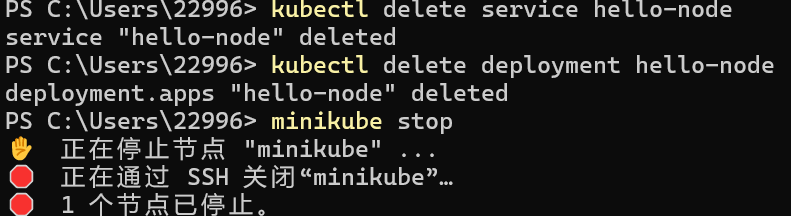 PS C:\Users\22996> kubectl delete service hello-node
service "hello-node" deleted
PS C:\Users\22996> kubectl delete deployment hello-node
deployment.apps "hello-node" deleted
PS C:\Users\22996> minikube stop
✋ 正在停止节点 "minikube" ...
🛑 正在通过 SSH 关闭“minikube”…
🛑 1 个节点已停止。